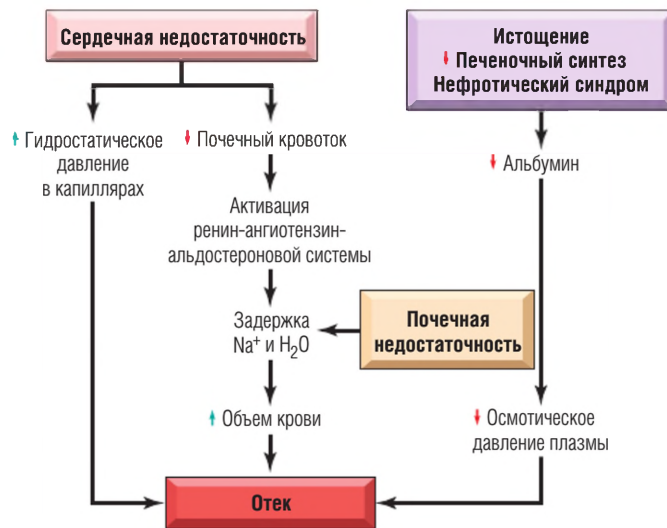 Сердечная недостаточность
Истощение
Печеночный синтез
Нефротический синдром
Гидростатическое
давление
в капиллярах
Почечный кровоток
Альбумин
Активация
ренин-ангиотензин-
альдостероновой системы
Задержка
Na⁺ и H₂O
Почечная
недостаточность
Объем крови
Осмотическое
давление плазмы
Отек